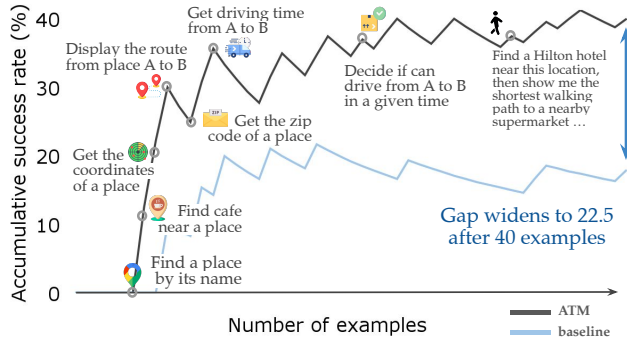 Accumulative success rate (%)
40
30
20
10
0
Get driving time
from A to B
Display the route
from place A to B
Get the zip
code of a place
ZIP
Decide if can
drive from A to B
in a given time
Find a Hilton hotel
near this location,
then show me the
shortest walking
path to a nearby
supermarket ...
Get the
coordinates
of a place
Find cafe
near a place
Find a place
by its name
Gap widens to 22.5
after 40 examples
Number of examples
ATM
baseline